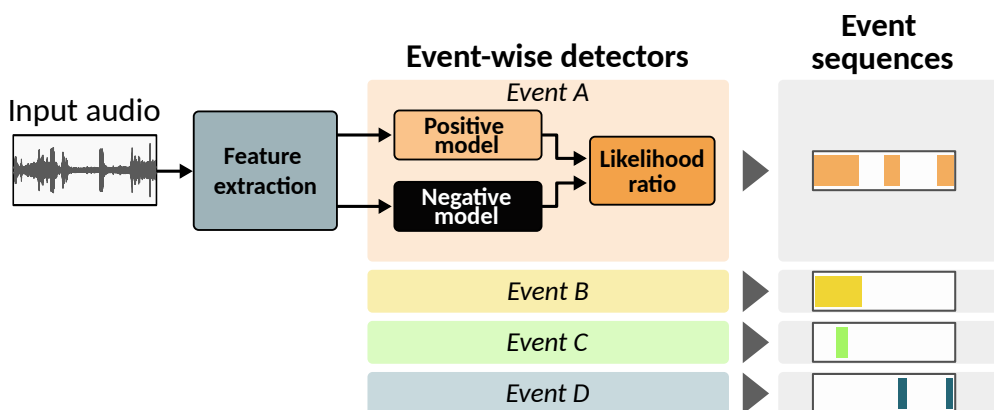 Event
sequences
Event-wise detectors
Input audio
Event A
Feature
extraction
Positive
model
Negative
model
Likelihood
ratio
Event B
Event C
Event D